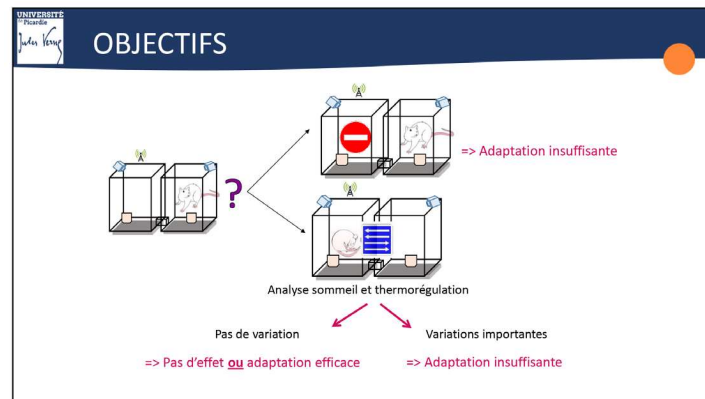 UNIVERSITÉ
de Picardie
Jules Verne
OBJECTIFS
=> Adaptation insuffisante
?
Analyse sommeil et thermorégulation
Pas de variation
Variations importantes
=> Pas d'effet ou adaptation efficace
=> Adaptation insuffisante